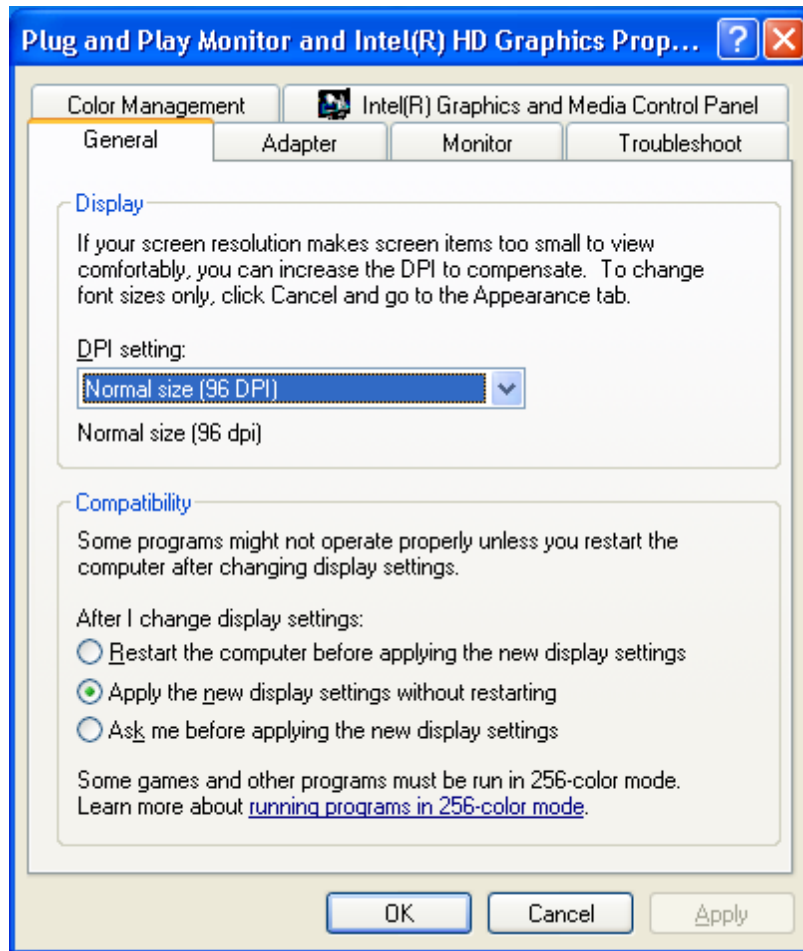 Plug and Play Monitor and Intel(R) HD Graphics Prop...
?
Color Management
Intel(R) Graphics and Media Control Panel
General
Adapter
Monitor
Troubleshoot
Display
If your screen resolution makes screen items too small to view
comfortably, you can increase the DPI to compensate. To change
font sizes only, click Cancel and go to the Appearance tab.
DPI setting:
Normal size (96 DPI)
Normal size (96 dpi)
Compatibility
Some programs might not operate properly unless you restart the
computer after changing display settings.
After I change display settings:
Restart the computer before applying the new display settings
Apply the new display settings without restarting
Ask me before applying the new display settings
Some games and other programs must be run in 256-color mode.
Learn more about running programs in 256-color mode.
OK
Cancel
Apply